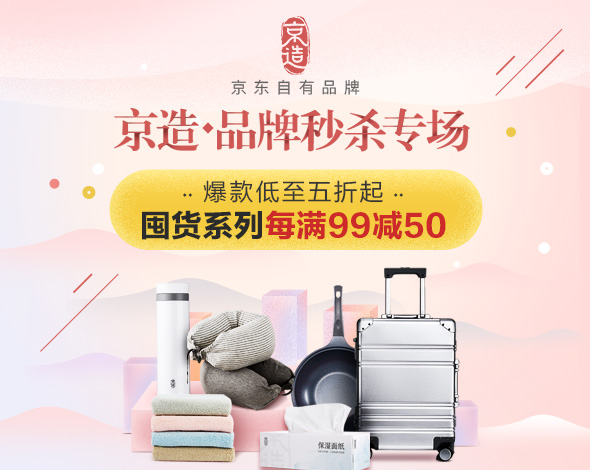 京造
京东自有品牌
京造·品牌秒杀专场
·· 爆款低至五折起 ··
囤货系列每满99减50
京造
保湿面纸